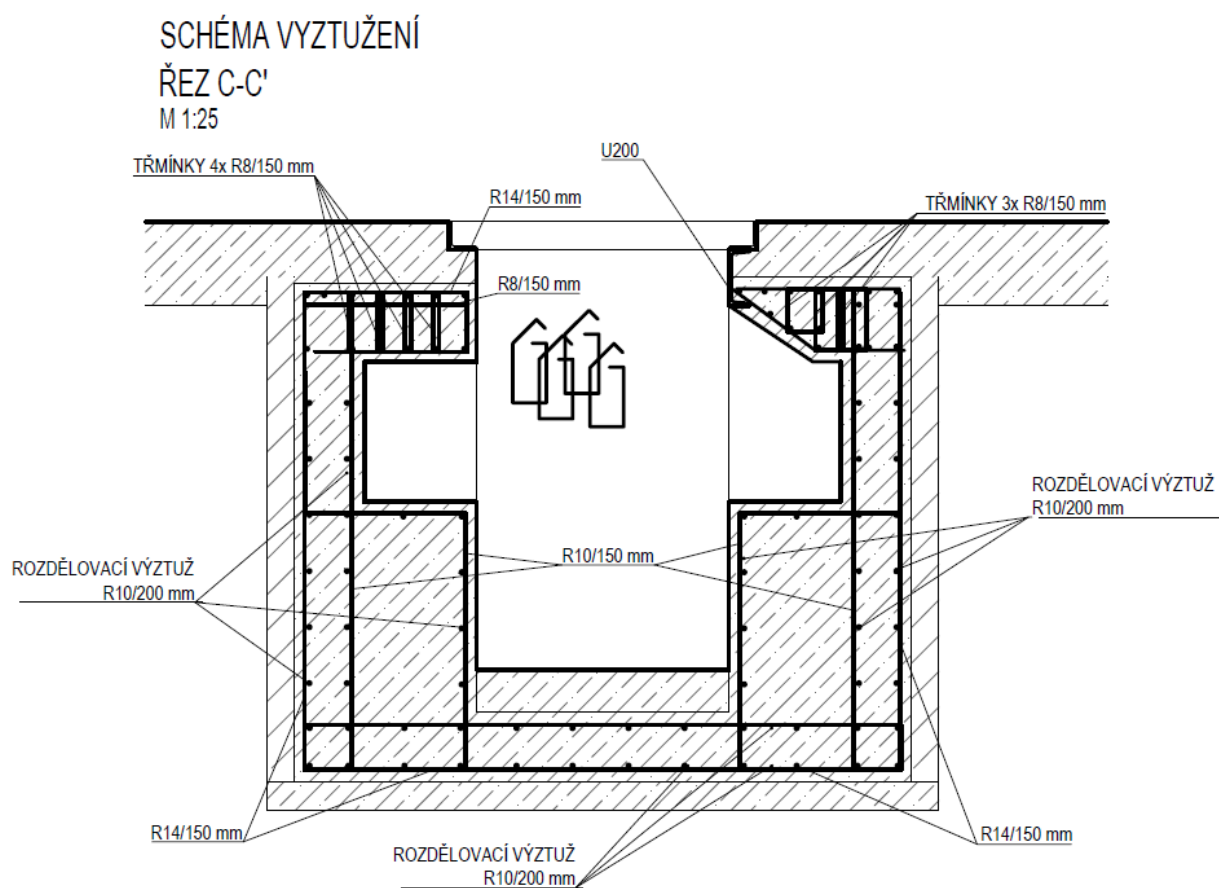 SCHÉMA VYZTUŽENÍ
ŘEZ C-C'
M 1:25
U200
TŘMÍNKY 4x R8/150 mm
R14/150 mm
TŘMÍNKY 3x R8/150 mm
R8/150 mm
ROZDĚLOVACÍ VÝZTUŽ
R10/200 mm
R10/150 mm
ROZDĚLOVACÍ VÝZTUŽ
R10/200 mm
R14/150 mm
R14/150 mm
ROZDĚLOVACÍ VÝZTUŽ
R10/200 mm